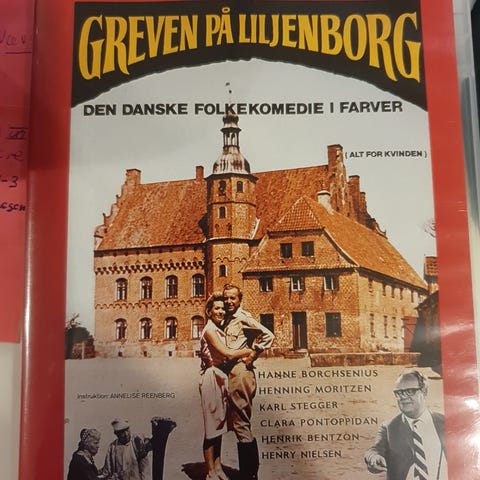 GREVEN PÅ LILJENBORG
DEN DANSKE FOLKEKOMEDIE I FARVER
( ALT FOR KVINDEN )
HANNE BORCHSENIUS
HENNING MORITZEN
KARL STEGGER
Instruktion: ANNELISE REENBERG
CLARA PONTOPPIDAN
HENRIK BENTZON
HENRY NIELSEN